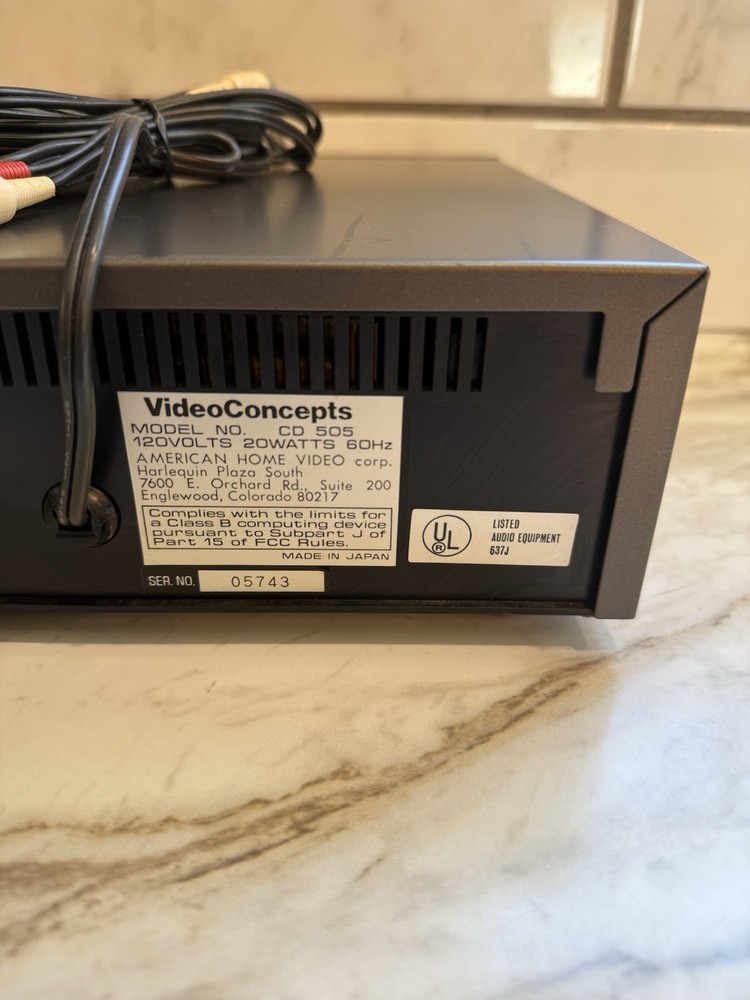 VideoConcepts
MODEL NO. CD 505
120VOLTS 20WATTS 60Hz
AMERICAN HOME VIDEO corp.
Harlequin Plaza South
7600 E. Orchard Rd., Suite 200
Englewood, Colorado 80217
Complies with the limits for
a Class B computing device
pursuant to Subpart J of
Part 15 of FCC Rules.
MADE IN JAPAN
SER. NO. 05743
UL ®
LISTED
AUDIO EQUIPMENT
637J